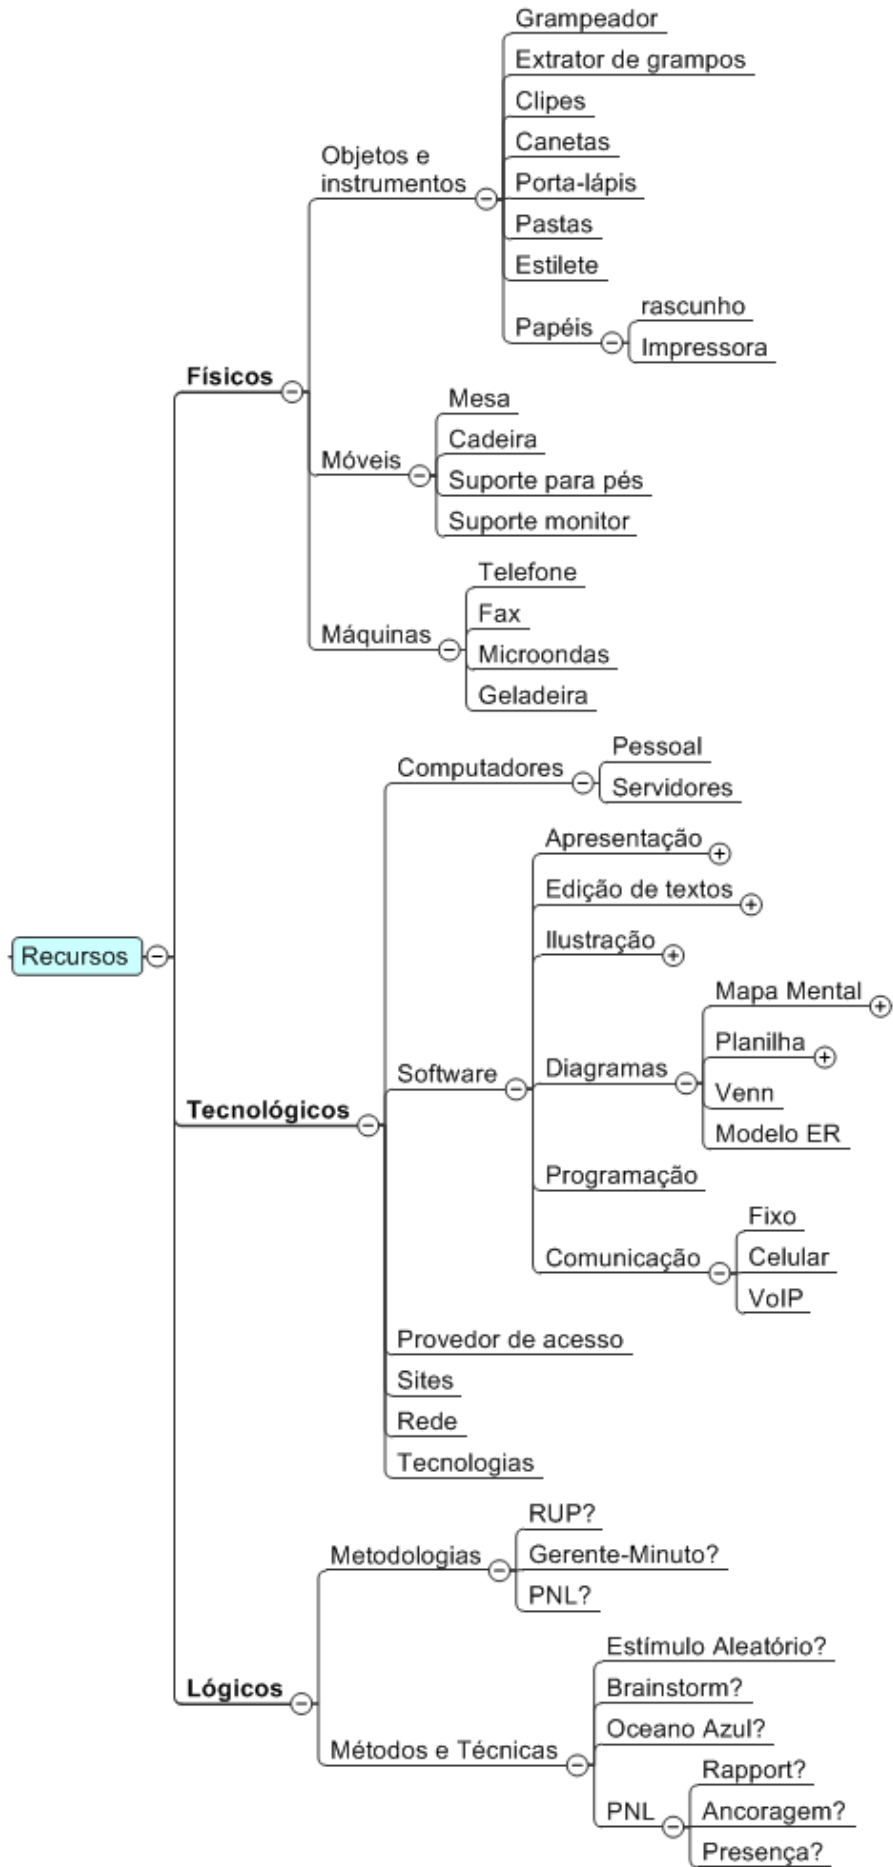 Recursos
Físicos
Objetos e
instrumentos
Grampeador
Extrator de grampos
Clipes
Canetas
Porta-lápis
Pastas
Estilete
Papéis
rascunho
Impressora
Móveis
Mesa
Cadeira
Suporte para pés
Suporte monitor
Máquinas
Telefone
Fax
Microondas
Geladeira
Tecnológicos
Computadores
Pessoal
Servidores
Software
Apresentação
Edição de textos
Ilustração
Diagramas
Mapa Mental
Planilha
Venn
Modelo ER
Programação
Comunicação
Fixo
Celular
VoIP
Provedor de acesso
Sites
Rede
Tecnologias
Lógicos
Metodologias
RUP?
Gerente-Minuto?
PNL?
Métodos e Técnicas
Estímulo Aleatório?
Brainstorm?
Oceano Azul?
PNL
Rapport?
Ancoragem?
Presença?